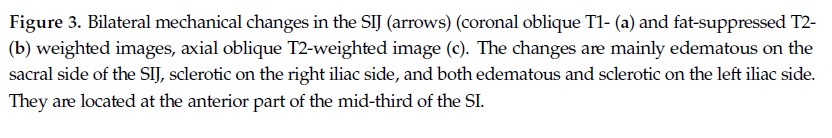 Figure 3. Bilateral mechanical changes in the SIJ (arrows) (coronal oblique T1- (a) and fat-suppressed T2-
(b) weighted images, axial oblique T2-weighted image (c). The changes are mainly edematous on the
sacral side of the SIJ, sclerotic on the right iliac side, and both edematous and sclerotic on the left iliac side.
They are located at the anterior part of the mid-third of the SI.